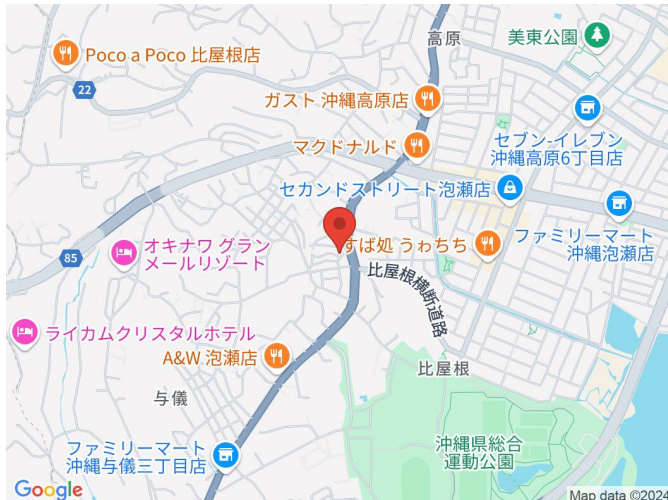 高原
美東公園
Poco a Poco 比屋根店
22
ガスト 沖縄高原店
マクドナルド
セブン-イレブン
沖縄高原6丁目店
セカンドストリート泡瀬店
ファミリーマート
沖縄泡瀬店
すば処 うゎちち
オキナワ グラン
メールリゾート
85
比屋根横断道路
ライカムクリスタルホテル
A&W 泡瀬店
比屋根
与儀
沖縄県総合
運動公園
ファミリーマート
沖縄与儀三丁目店
Google
Map data ©2024